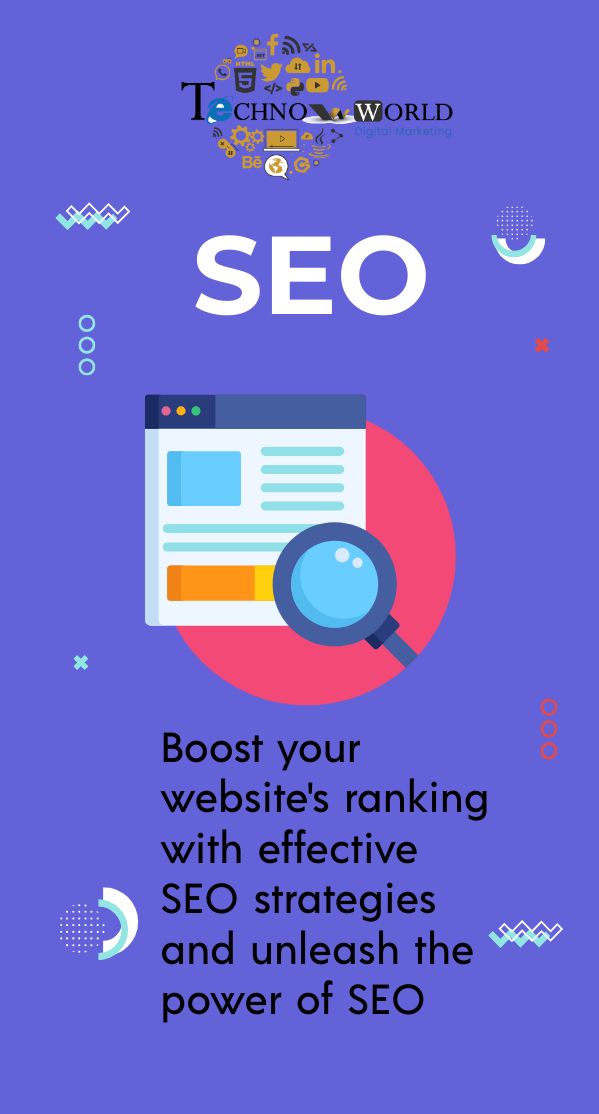 TECHNO WORLD
Digital Marketing
SEO
Boost your
website's ranking
with effective
SEO strategies
and unleash the
power of SEO